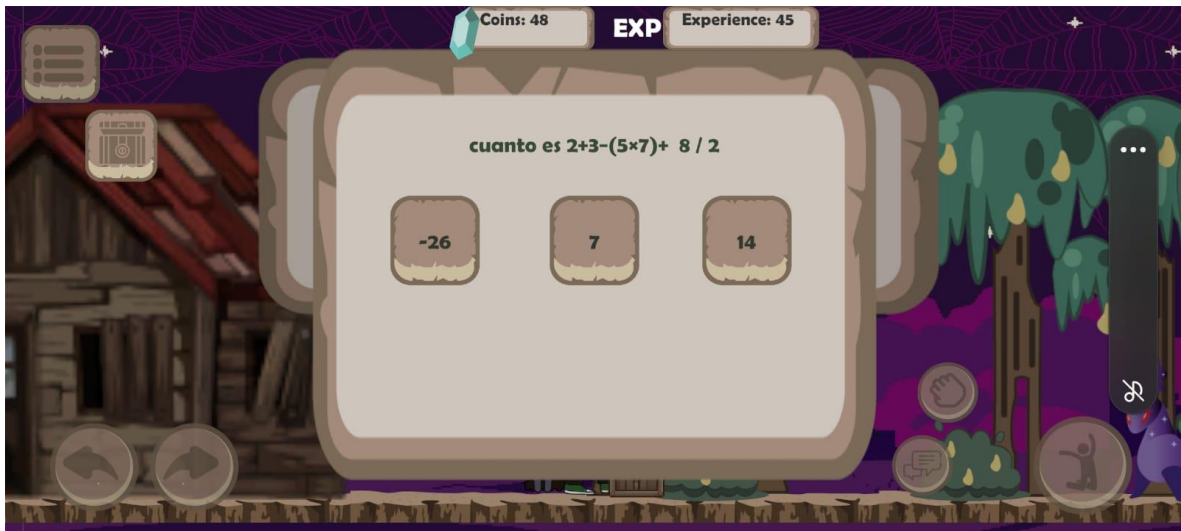 Coins: 48
EXP
Experience: 45
cuanto es 2+3-(5×7)+ 8 / 2
-26
7
14